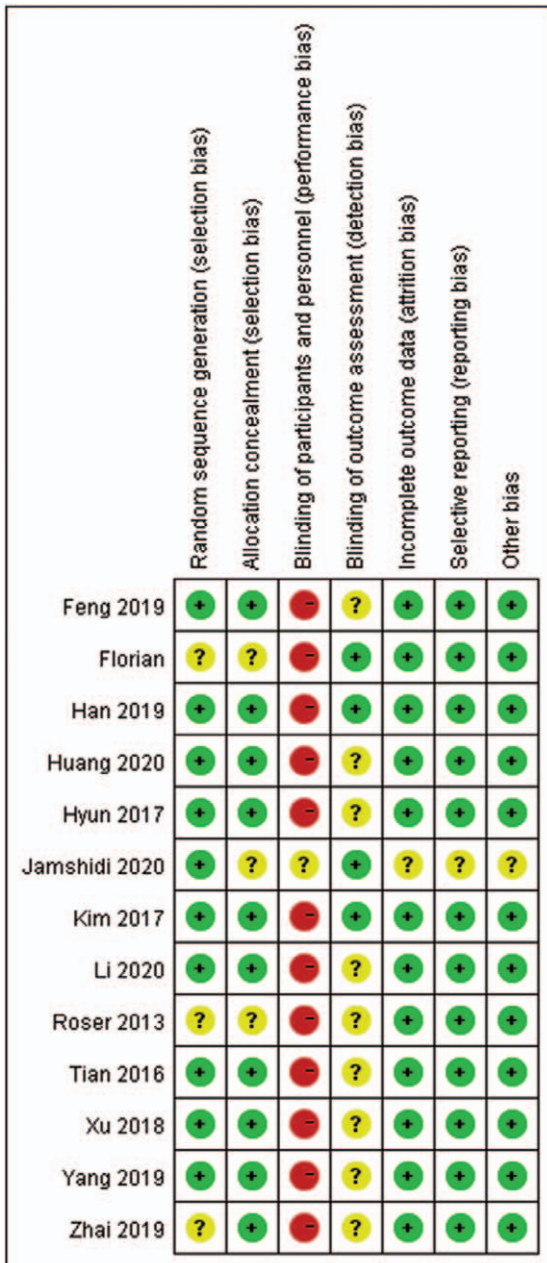 Random sequence generation (selection bias)
Allocation concealment (selection bias)
Blinding of participants and personnel (performance bias)
Blinding of outcome assessment (detection bias)
Incomplete outcome data (attrition bias)
Selective reporting (reporting bias)
Other bias
Feng 2019 + + - ? + + +
Florian ? ? - + + + +
Han 2019 + + - + + + +
Huang 2020 + + - ? + + +
Hyun 2017 + + - ? + + +
Jamshidi 2020 + ? ? + ? ? ?
Kim 2017 + + - + + + +
Li 2020 + + - ? + + +
Roser 2013 ? ? - ? + + +
Tian 2016 + + - ? + + +
Xu 2018 + + - ? + + +
Yang 2019 + + - ? + + +
Zhai 2019 ? + - ? + + +